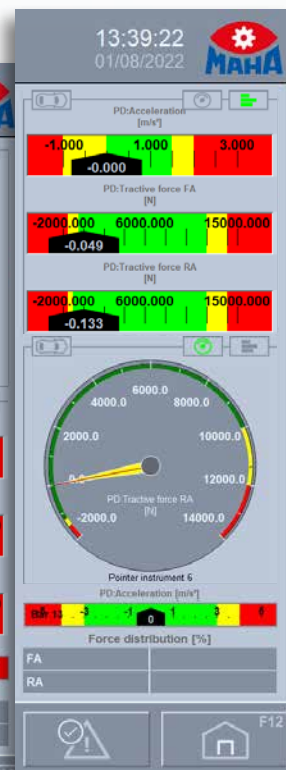 13:39:22
01/08/2022
MAHA
PD:Acceleration
[m/s²]
-1.000 1.000 3.000
-0.000
PD:Tractive force FA
[N]
-2000.000 6000.000 15000.000
-0.049
PD:Tractive force RA
[N]
-2000.000 6000.000 15000.000
-0.133
6000.0
4000.0 8000.0
2000.0 10000.0
0.0 12000.0
PD:Tractive force RA
[N]
-2000.0 14000.0
Pointer instrument 6
PD:Acceleration [m/s²]
-3 -1 1 3 6
0
Force distribution [%]
FA
RA
F12